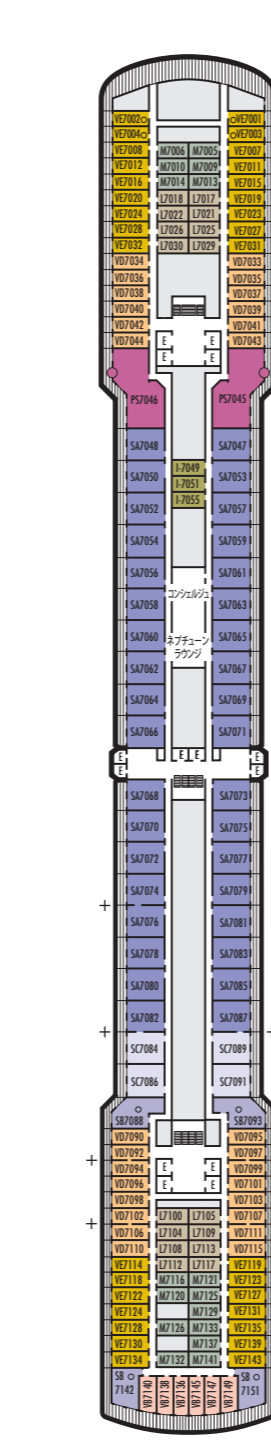 VE7002 VE7001
VE7004 VE7003
VE7008 M7006 M7005 VE7007
VE7012 M7010 M7009 VE7011
VE7016 M7014 M7013 VE7015
VE7020 L7018 L7017 VE7019
VE7024 L7022 L7021 VE7023
VE7028 L7026 L7025 VE7027
VE7032 L7030 L7029 VE7031
VD7034 VD7033
VD7036 VD7035
VD7038 VD7037
VD7040 VD7039
VD7042 VD7041
VD7044 E E VD7043
E E
PS7046 PS7045
SA7048 SA7047
I-7049
SA7050 I-7051 SA7053
I-7055
SA7052 SA7057
SA7054 SA7059
SA7056 SA7061
コンシェルジュ
SA7058 SA7063
SA7060 ネプチューン SA7065
ラウンジ
SA7062 SA7067
SA7064 SA7069
SA7066 SA7071
E E E E
E E
SA7068 SA7073
SA7070 SA7075
SA7072 SA7077
SA7074 SA7079
SA7076 SA7081
SA7078 SA7083
SA7080 SA7085
SA7082 SA7087
SC7084 SC7089
SC7086 SC7091
SB7088 SB7093
VD7090 VD7095
VD7092 VD7097
VD7094 E E VD7099
VD7096 E E VD7101
VD7098 VD7103
VD7102 L7100 L7105 VD7107
VD7106 L7104 L7109 VD7111
VD7110 L7108 L7113 VD7115
VE7114 L7112 L7117 VE7119
VE7118 M7116 M7121 VE7123
VE7122 M7120 M7125 VE7127
VE7124 M7129 VE7131
VE7128 M7126 M7133 VE7135
VE7130 M7137 VE7139
VE7134 M7132 M7141 VE7143
SB 7142 VB7140 VB7138 VB7136 VB7145 VB7147 VB7149 SB 7151